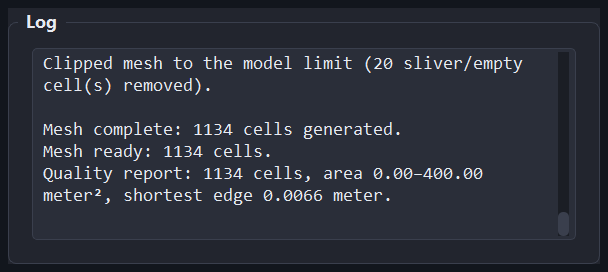 Log
Clipped mesh to the model limit (20 sliver/empty
cell(s) removed).
Mesh complete: 1134 cells generated.
Mesh ready: 1134 cells.
Quality report: 1134 cells, area 0.00–400.00
meter², shortest edge 0.0066 meter.